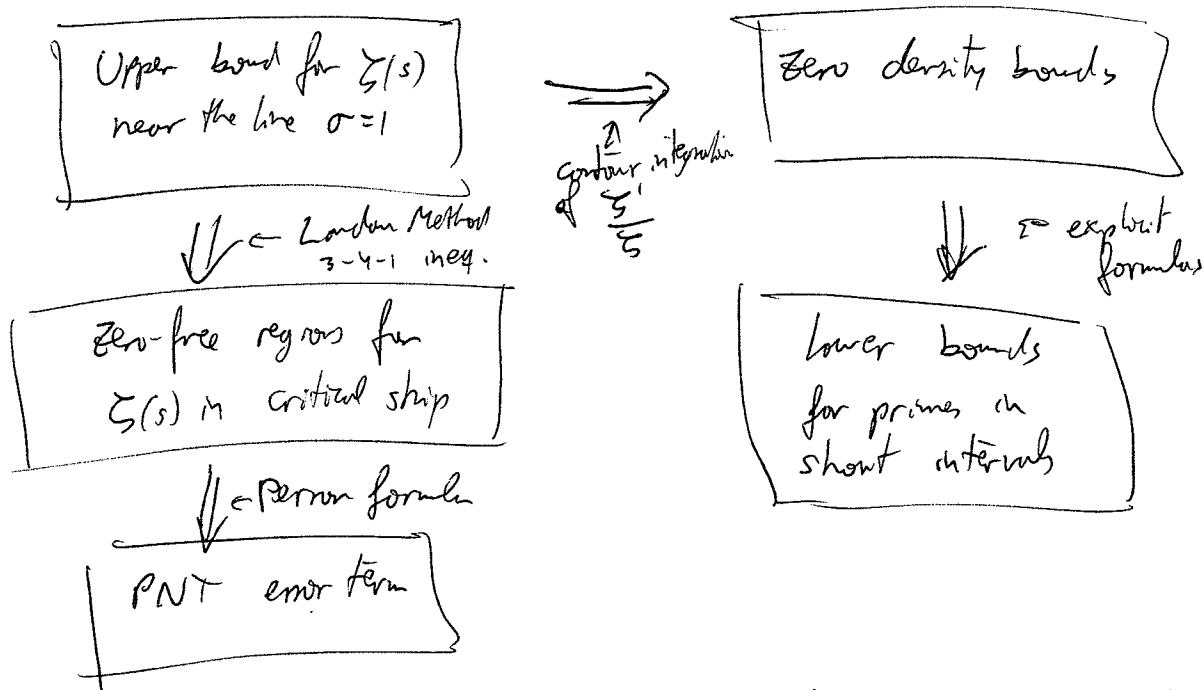 Upper bound for ζ(s)
near the line σ=1
⇒
↑
contour integration
of ζ'/ζ
Zero density bounds
⇓ ← Landau Method
3-4-1 ineq.
⇓ ← explicit
formulas
Zero-free regions for
ζ(s) in critical strip
Lower bounds
for primes in
short intervals
⇓ ← Perron formula
PNT error term